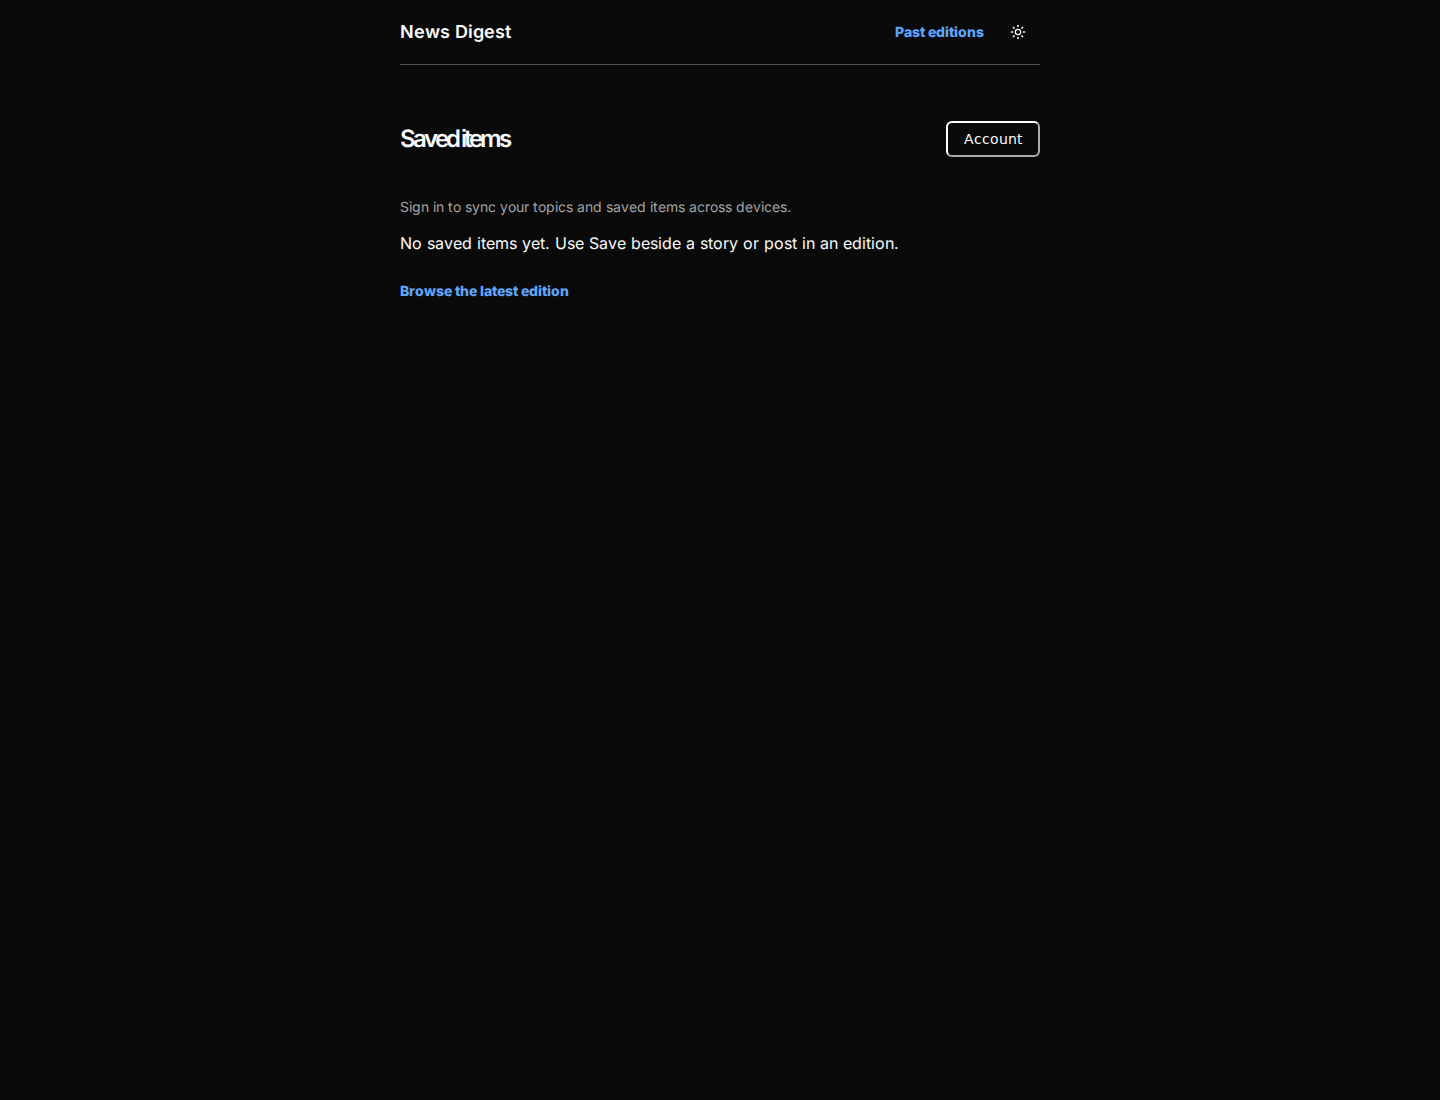 News Digest
Past editions
Saved items
Account
Sign in to sync your topics and saved items across devices.
No saved items yet. Use Save beside a story or post in an edition.
Browse the latest edition